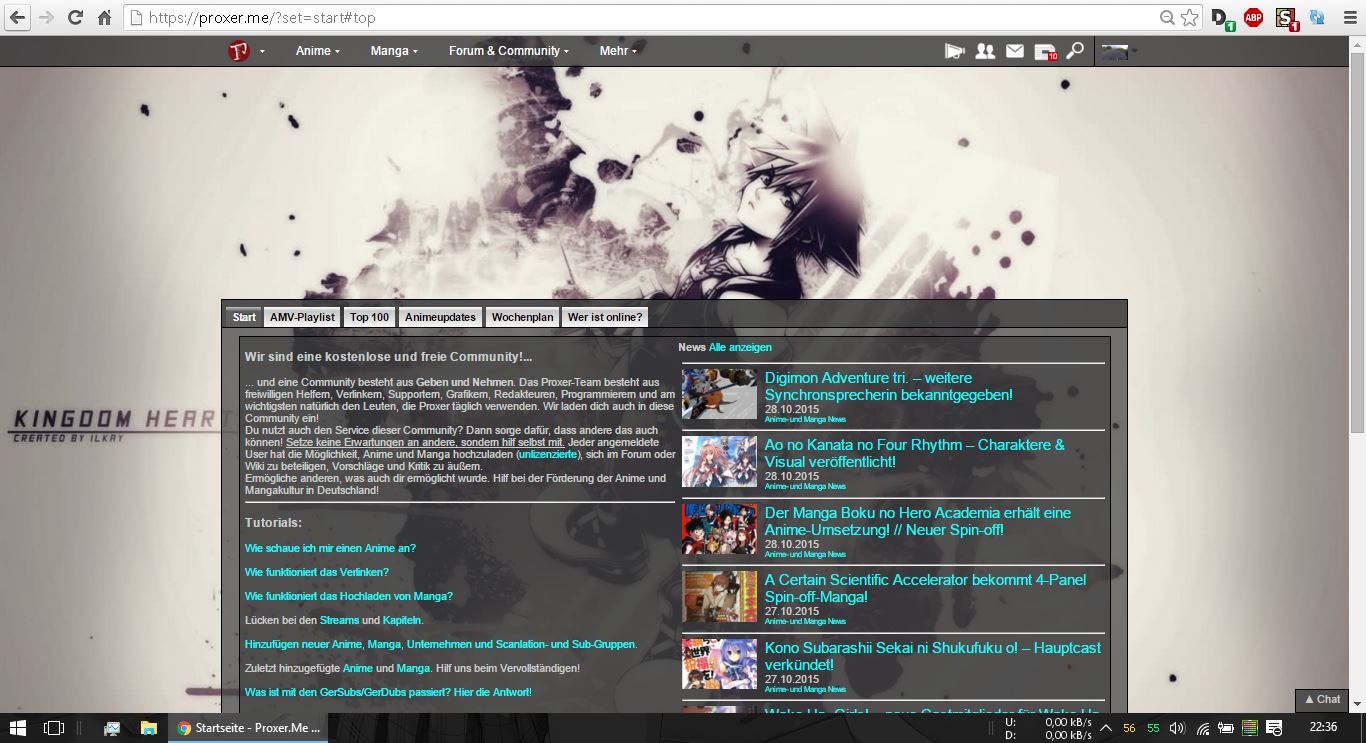 https://proxer.me/?set=start#top
D 1 ABP S 1
Anime Manga Forum & Community Mehr
10
KINGDOM HEART
CREATED BY ILKAY
Start AMV-Playlist Top 100 Animeupdates Wochenplan Wer ist online?
Wir sind eine kostenlose und freie Community!...
... und eine Community besteht aus Geben und Nehmen. Das Proxer-Team besteht aus
freiwilligen Helfern, Verlinkern, Supportern, Grafikern, Redakteuren, Programmierern und am
wichtigsten natürlich den Leuten, die Proxer täglich verwenden. Wir laden dich auch in diese
Community ein!
Du nutzt auch den Service dieser Community? Dann sorge dafür, dass andere das auch
können! Setze keine Erwartungen an andere, sondern hilf selbst mit. Jeder angemeldete
User hat die Möglichkeit, Anime und Manga hochzuladen (unlizenzierte), sich im Forum oder
Wiki zu beteiligen, Vorschläge und Kritik zu äußern.
Ermögliche anderen, was auch dir ermöglicht wurde. Hilf bei der Förderung der Anime und
Mangakultur in Deutschland!
Tutorials:
Wie schaue ich mir einen Anime an?
Wie funktioniert das Verlinken?
Wie funktioniert das Hochladen von Manga?
Lücken bei den Streams und Kapiteln.
Hinzufügen neuer Anime, Manga, Unternehmen und Scanlation- und Sub-Gruppen.
Zuletzt hinzugefügte Anime und Manga. Hilf uns beim Vervollständigen!
Was ist mit den GerSubs/GerDubs passiert? Hier die Antwort!
News Alle anzeigen
Digimon Adventure tri. – weitere
Synchronsprecherin bekanntgegeben!
28.10.2015
Anime- und Manga News
Ao no Kanata no Four Rhythm – Charaktere &
Visual veröffentlicht!
28.10.2015
Anime- und Manga News
Der Manga Boku no Hero Academia erhält eine
Anime-Umsetzung! // Neuer Spin-off!
28.10.2015
Anime- und Manga News
A Certain Scientific Accelerator bekommt 4-Panel
Spin-off-Manga!
27.10.2015
Anime- und Manga News
Kono Subarashii Sekai ni Shukufuku o! – Hauptcast
verkündet!
27.10.2015
Anime- und Manga News
Chat
Startseite - Proxer.Me ...
U: 0,00 kB/s
D: 0,00 kB/s
56 55
22:36